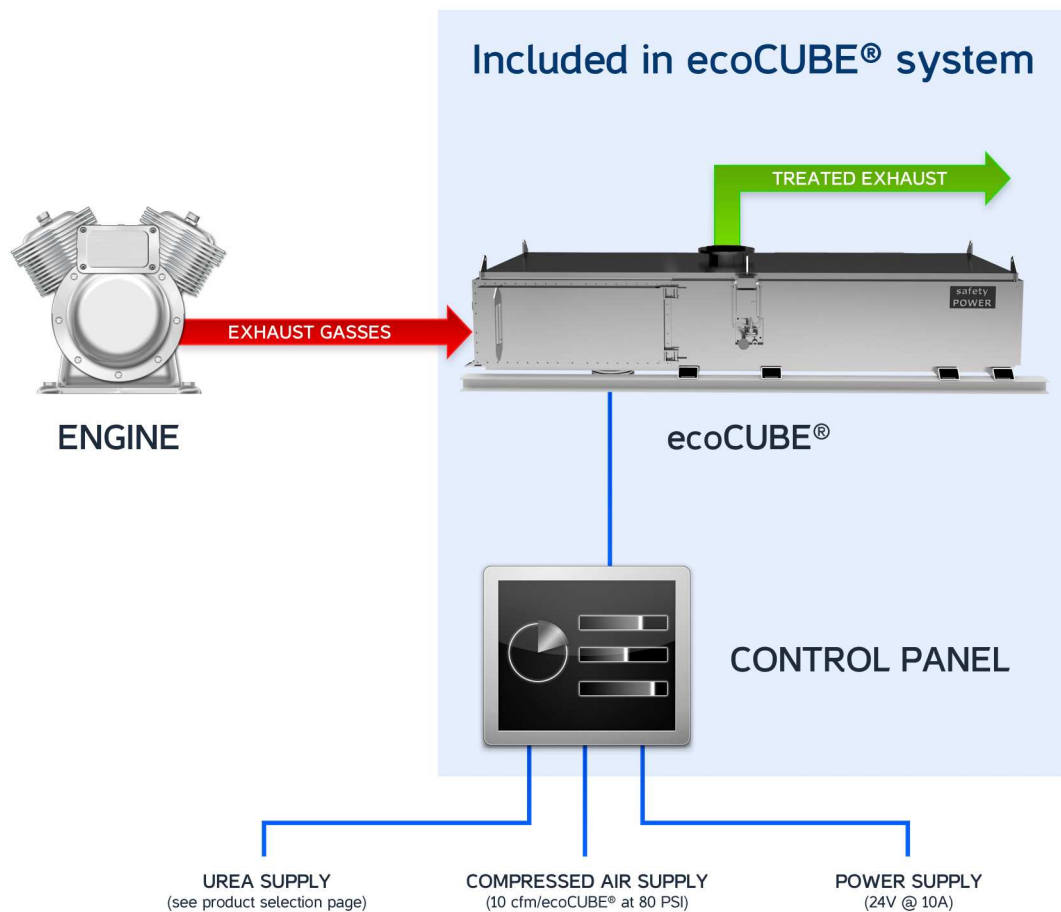 Included in ecoCUBE® system
TREATED EXHAUST
safety
POWER
EXHAUST GASSES
ENGINE
ecoCUBE®
CONTROL PANEL
UREA SUPPLY
(see product selection page)
COMPRESSED AIR SUPPLY
(10 cfm/ecoCUBE® at 80 PSI)
POWER SUPPLY
(24V @ 10A)